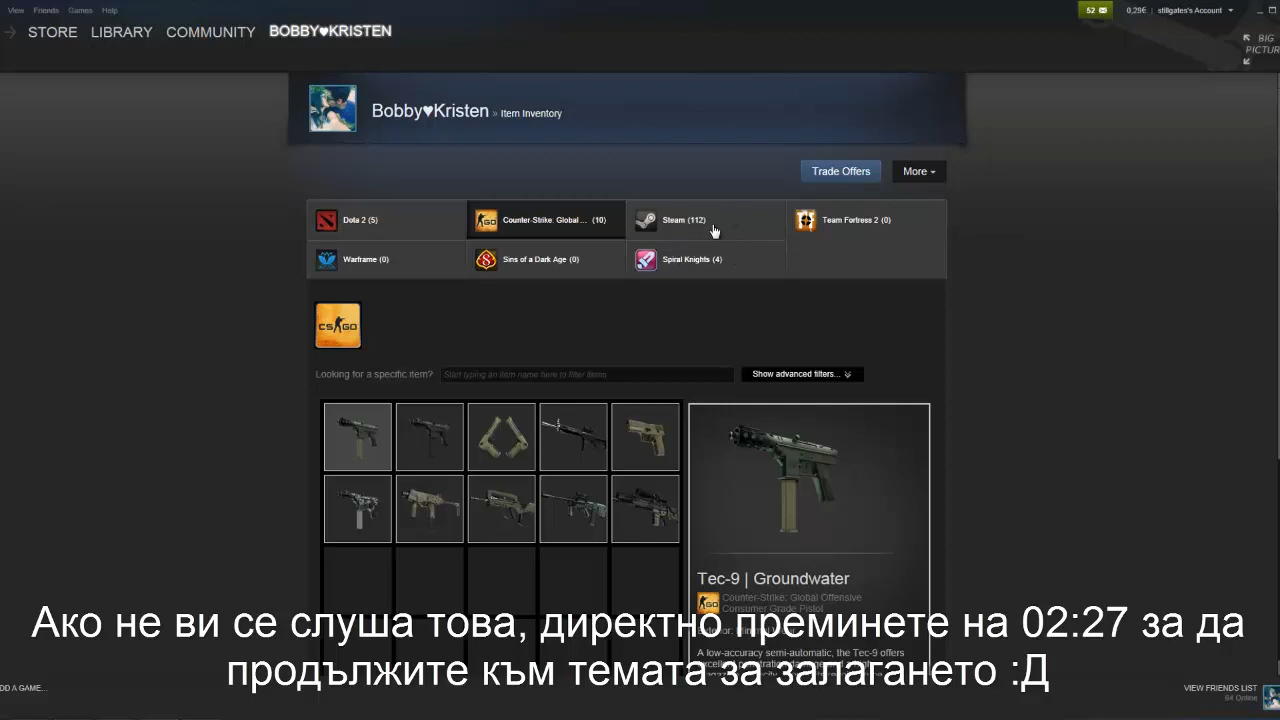 View Friends Games Help
52 0,29€ stillgates's Account
STORE LIBRARY COMMUNITY BOBBY♥KRISTEN
BIG
PICTUR
Bobby♥Kristen » Item Inventory
Trade Offers More
Dota 2 (5) Counter-Strike: Global ... (10) Steam (112) Team Fortress 2 (0)
Warframe (0) Sins of a Dark Age (0) Spiral Knights (4)
CS GO
Looking for a specific item? Start typing an item name here to filter items Show advanced filters...
Tec-9 | Groundwater
Counter-Strike: Global Offensive
Consumer Grade Pistol
Ако не ви се слуша това, директно преминете на 02:27 за да
A low-accuracy semi-automatic, the Tec-9 offers
продължите към темата за залагането :Д
DD A GAME...
VIEW FRIENDS LIST
64 Online